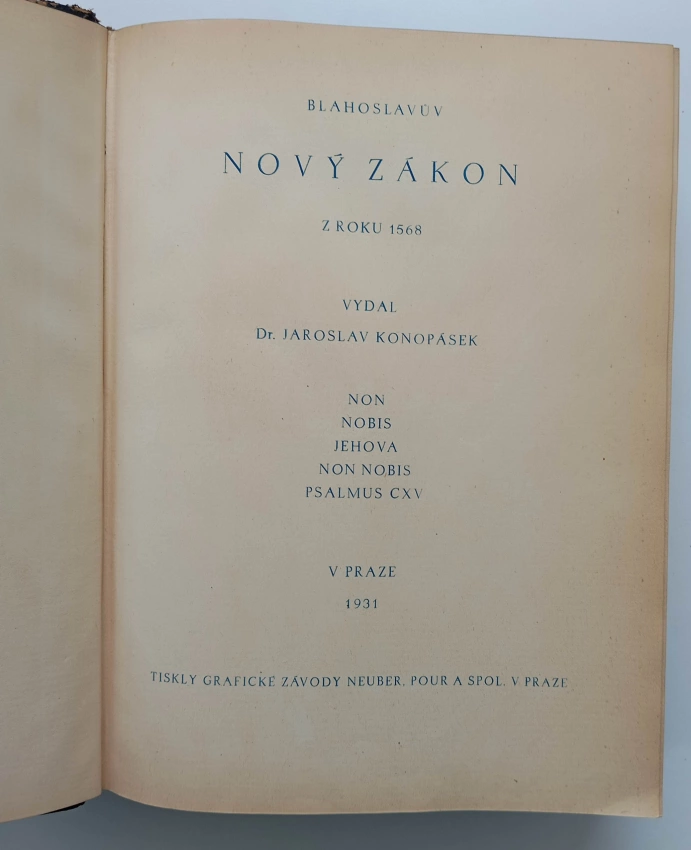 BLAHOSLAVŮV
NOVÝ ZÁKON
Z ROKU 1568
VYDAL
Dr. JAROSLAV KONOPÁSEK
NON
NOBIS
JEHOVA
NON NOBIS
PSALMUS CXV
V PRAZE
1931
TISKLY GRAFICKÉ ZÁVODY NEUBER, POUR A SPOL. V PRAZE